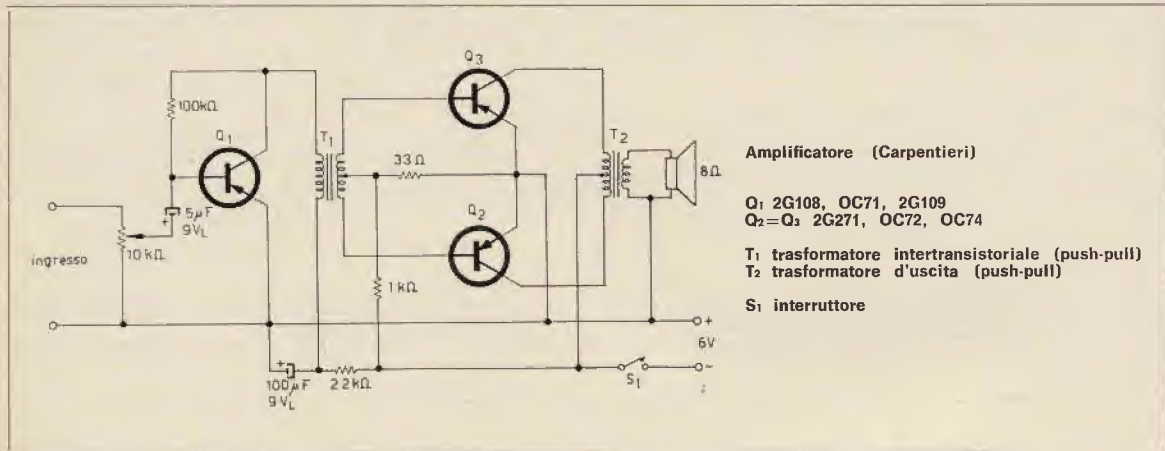 Q3
100kΩ
Q1
T1
T2
33Ω
8Ω
Q2
5µF
9VL
+
10kΩ
ingresso
1kΩ
+
6V
+
100µF
9VL
22kΩ
S1
-
Amplificatore (Carpentieri)
Q1 2G108, OC71, 2G109
Q2=Q3 2G271, OC72, OC74
T1 trasformatore intertransistoriale (push-pull)
T2 trasformatore d'uscita (push-pull)
S1 interruttore